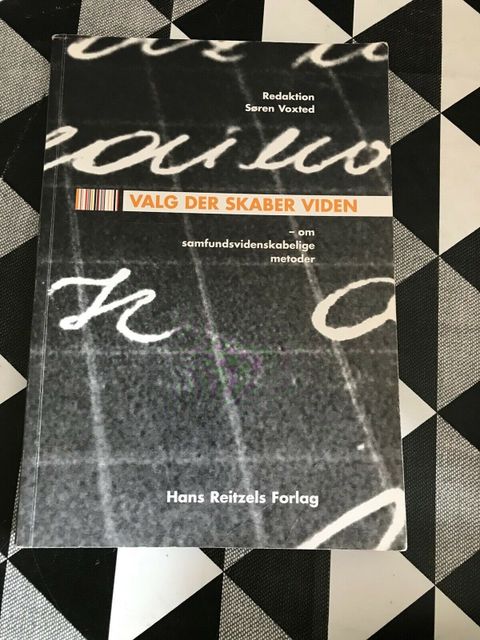 Redaktion
Søren Voxted
VALG DER SKABER VIDEN
– om
samfundsvidenskabelige
metoder
Hans Reitzels Forlag